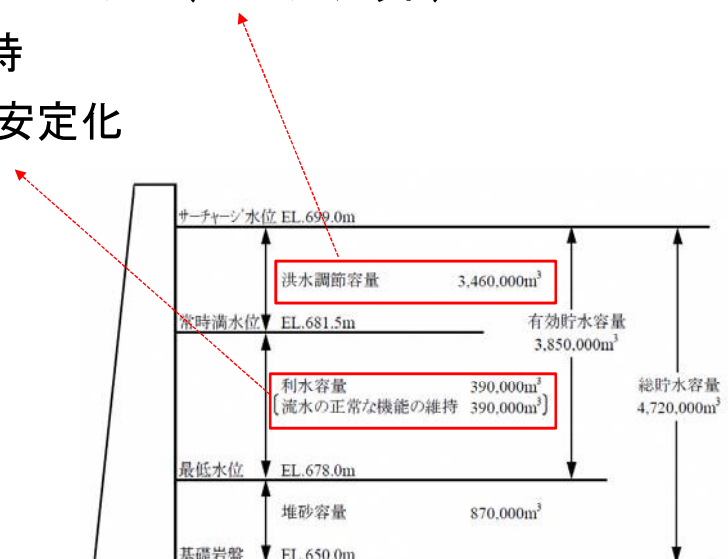 時
安定化
サーチャージ水位 EL.699.0m
洪水調節容量 3,460,000m³
常時満水位 EL.681.5m
有効貯水容量
3,850,000m³
利水容量 390,000m³
〔流水の正常な機能の維持 390,000m³〕
総貯水容量
4,720,000m³
最低水位 EL.678.0m
堆砂容量 870,000m³
基礎岩盤 EL.650.0m